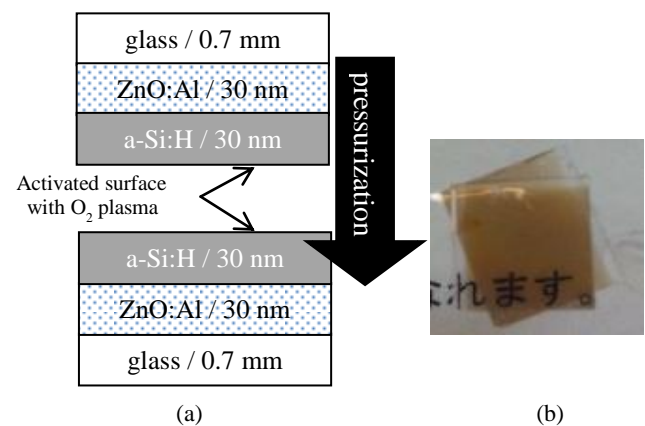 glass / 0.7 mm
ZnO:Al / 30 nm
a-Si:H / 30 nm
pressurization
Activated surface
with O₂ plasma
a-Si:H / 30 nm
ZnO:Al / 30 nm
glass / 0.7 mm
れます。
(a)
(b)